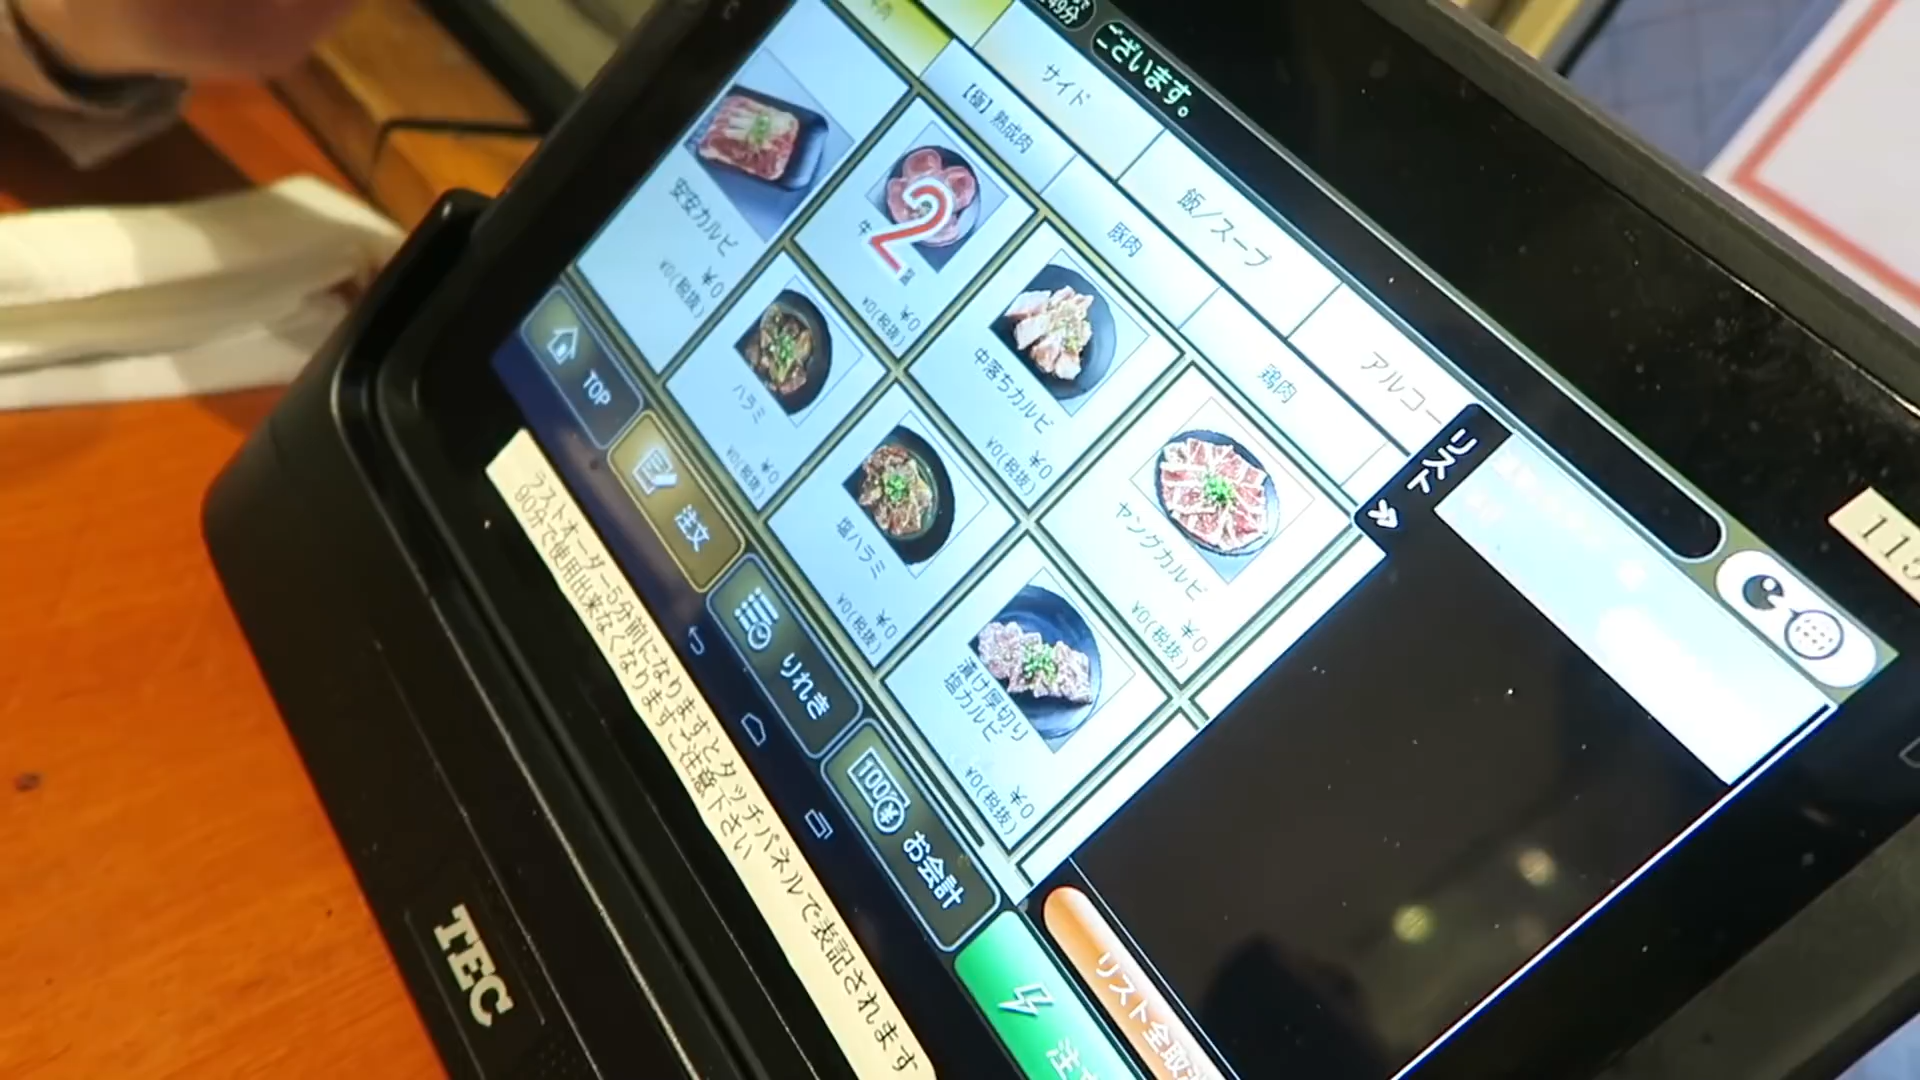 ございます。
サイド
飯/スープ
アルコー
牛肉
【極】熟成肉
豚肉
鶏肉
安安カルビ
¥0
¥0(税抜)
2
牛
¥0
¥0(税抜)
中落ちカルビ
¥0
¥0(税抜)
ヤングカルビ
¥0
¥0(税抜)
ハラミ
¥0
¥0(税抜)
塩ハラミ
¥0
¥0(税抜)
漬け厚切り
塩カルビ
¥0
¥0(税抜)
リスト
TOP
注文
りれき
100
お会計
注文
リスト全取消
ラストオーダー5分前になりますとタッチパネルで表記されます
90分で使用出来なくなりますご注意下さい
TEC
115